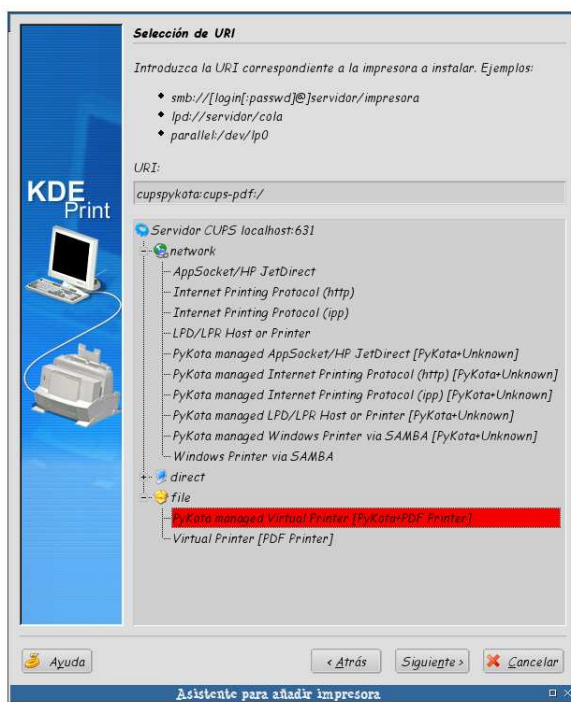 Selección de URI
Introduzca la URI correspondiente a la impresora a instalar. Ejemplos:
smb://[login[:passwd]@]servidor/impresora
lpd://servidor/cola
parallel:/dev/lp0
URI:
cupspykota:cups-pdf:/
KDE
Print
Servidor CUPS localhost:631
network
AppSocket/HP JetDirect
Internet Printing Protocol (http)
Internet Printing Protocol (ipp)
LPD/LPR Host or Printer
PyKota managed AppSocket/HP JetDirect [PyKota+Unknown]
PyKota managed Internet Printing Protocol (http) [PyKota+Unknown]
PyKota managed Internet Printing Protocol (ipp) [PyKota+Unknown]
PyKota managed LPD/LPR Host or Printer [PyKota+Unknown]
PyKota managed Windows Printer via SAMBA [PyKota+Unknown]
Windows Printer via SAMBA
direct
file
PyKota managed Virtual Printer [PyKota+PDF Printer]
Virtual Printer [PDF Printer]
Ayuda
< Atrás
Siguiente >
Cancelar
Asistente para añadir impresora